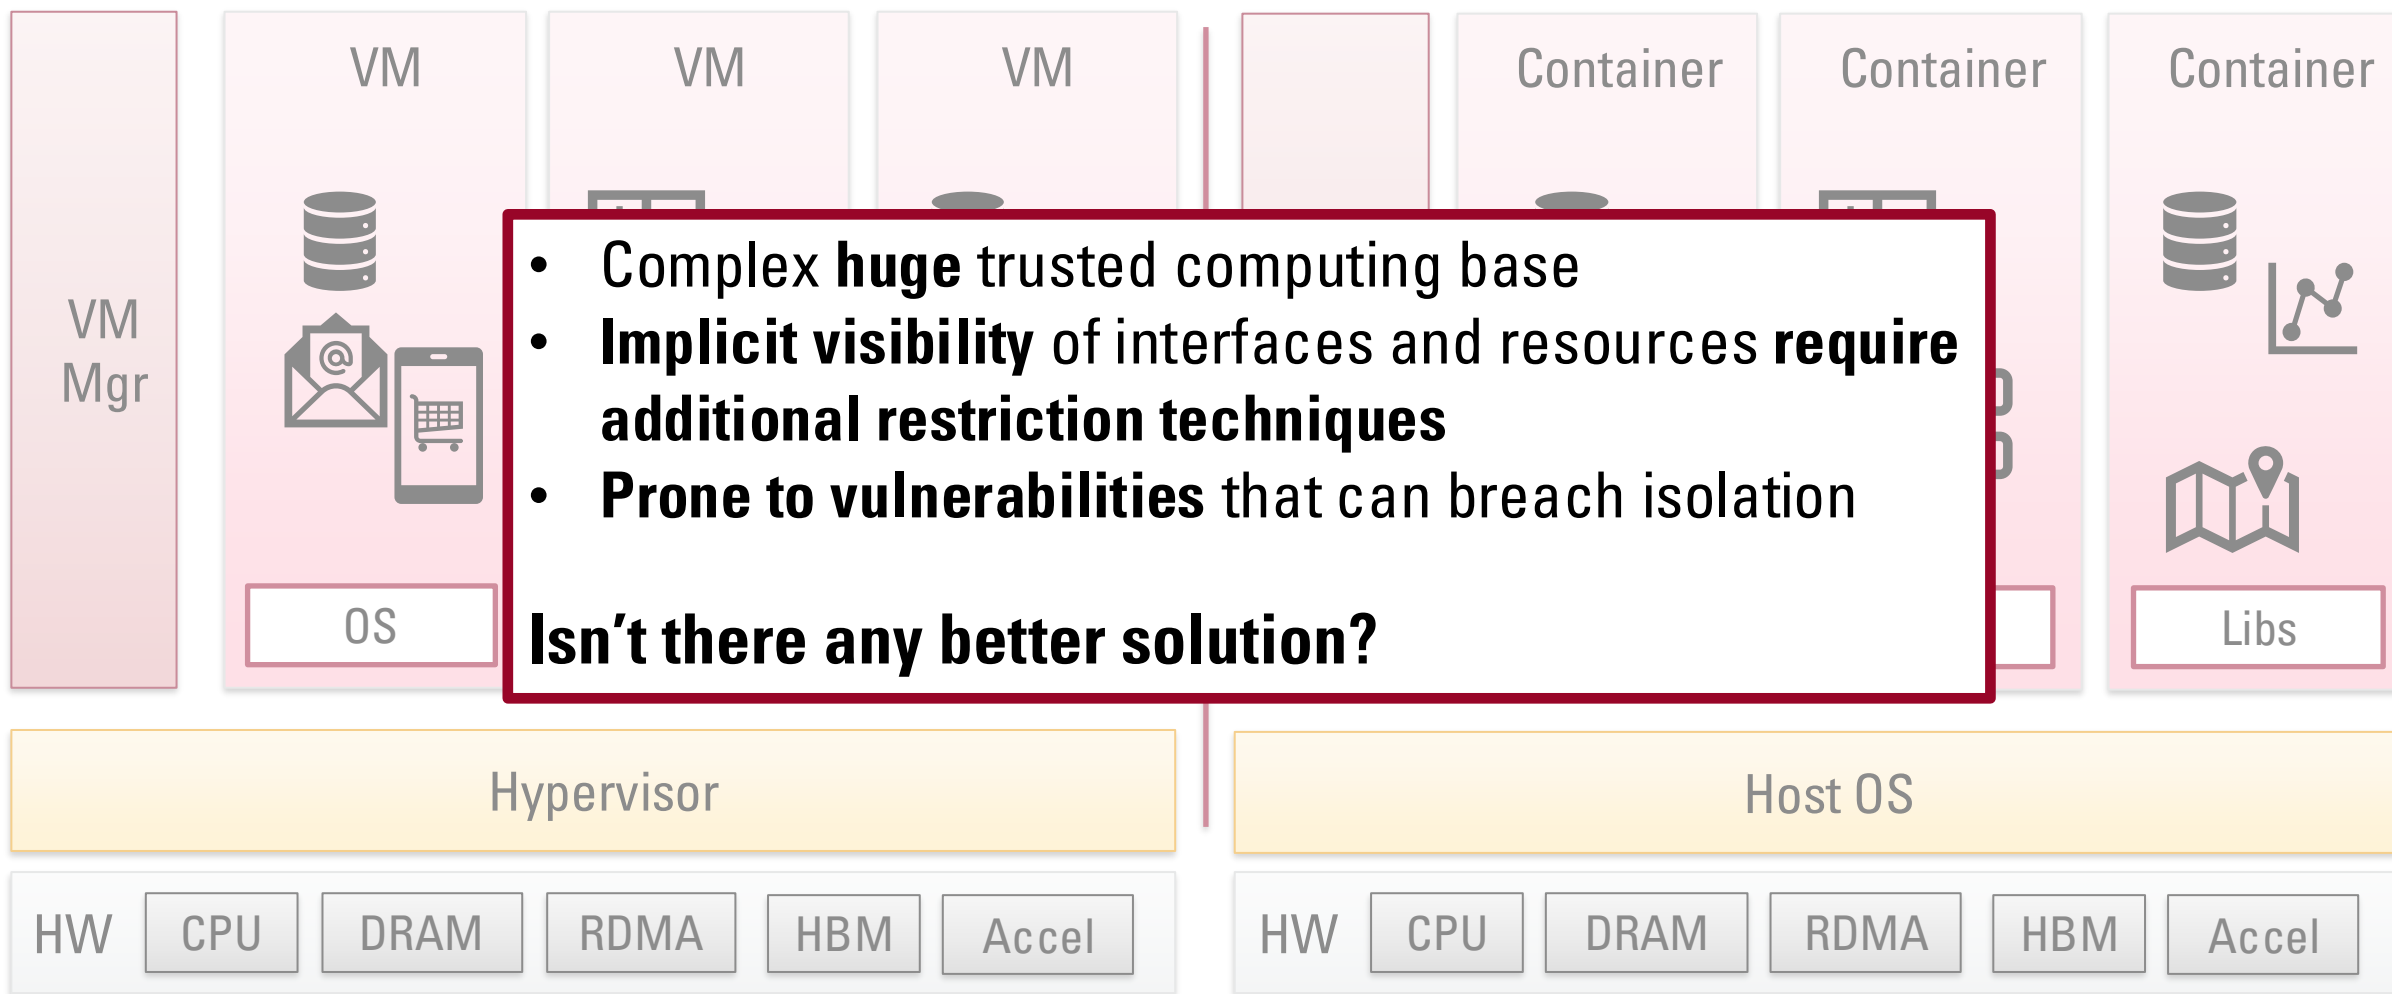 VM
VM
VM
Container
Container
Container
VM
Mgr
@
• Complex huge trusted computing base
• Implicit visibility of interfaces and resources require
additional restriction techniques
• Prone to vulnerabilities that can breach isolation
Isn’t there any better solution?
OS
Libs
Hypervisor
Host OS
HW
CPU
DRAM
RDMA
HBM
Accel
HW
CPU
DRAM
RDMA
HBM
Accel